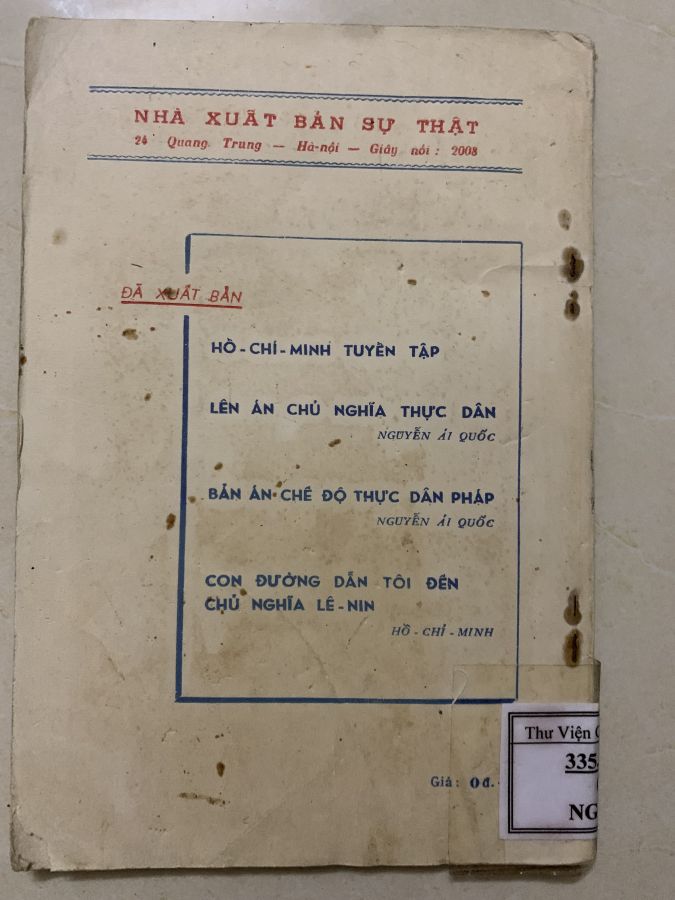 NHÀ XUẤT BẢN SỰ THẬT
24 Quang Trung — Hà-nội — Giây nói : 2008
ĐÃ XUẤT BẢN
HỒ - CHÍ - MINH TUYỂN TẬP
LÊN ÁN CHỦ NGHĨA THỰC DÂN
NGUYỄN ÁI QUỐC
BẢN ÁN CHẾ ĐỘ THỰC DÂN PHÁP
NGUYỄN ÁI QUỐC
CON ĐƯỜNG DẪN TÔI ĐẾN
CHỦ NGHĨA LÊ - NIN
HỒ - CHÍ - MINH
Giá : 0đ.
Thư Viện
335
NG